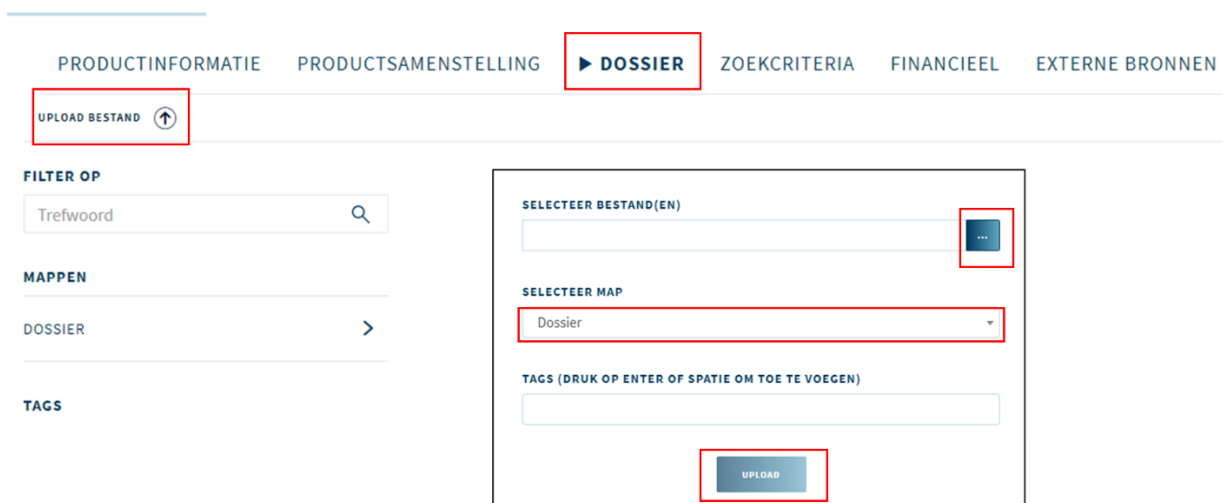 PRODUCTINFORMATIE PRODUCTSAMENSTELLING ▶ DOSSIER ZOEKCRITERIA FINANCIEEL EXTERNE BRONNEN
UPLOAD BESTAND
FILTER OP
Trefwoord
MAPPEN
DOSSIER
TAGS
SELECTEER BESTAND(EN)
...
SELECTEER MAP
Dossier
TAGS (DRUK OP ENTER OF SPATIE OM TOE TE VOEGEN)
UPLOAD